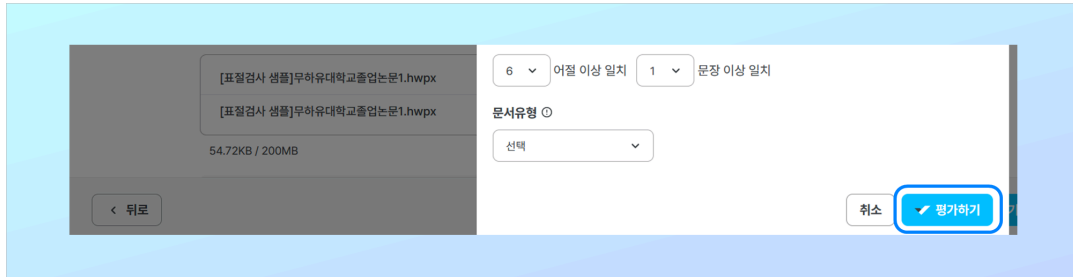 [표절검사 샘플]무하유대학교졸업논문1.hwpx
[표절검사 샘플]무하유대학교졸업논문1.hwpx
54.72KB / 200MB
뒤로
6 어절 이상 일치 1 문장 이상 일치
문서유형
선택
취소 평가하기